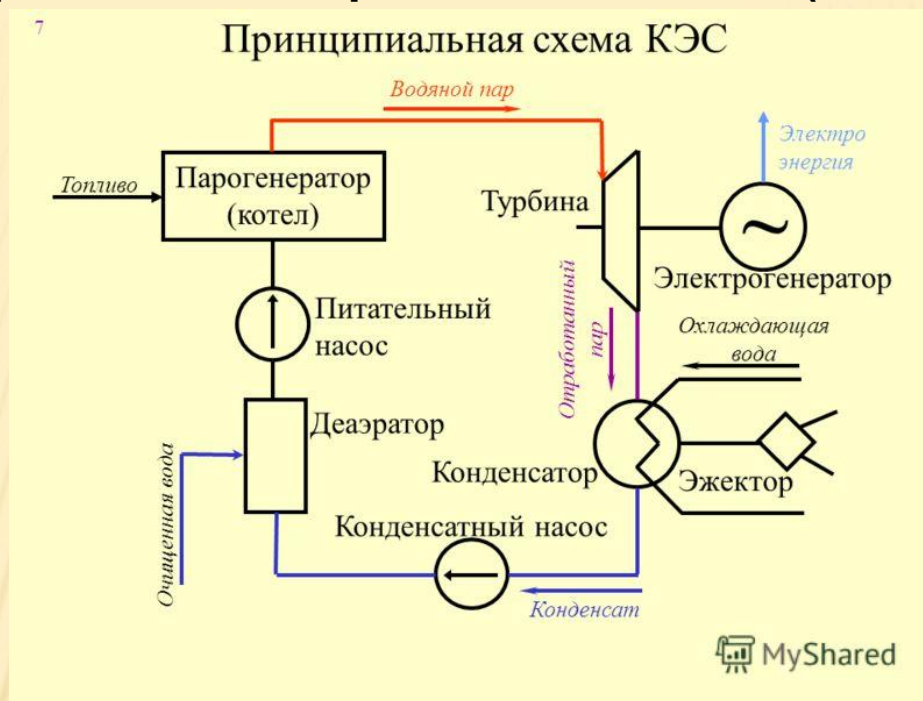 7
Принципиальная схема КЭС
Водяной пар
Электро
энергия
Топливо
Парогенератор
(котел)
Турбина
Электрогенератор
Питательный
насос
Отработанный
пар
Охлаждающая
вода
Деаэратор
Конденсатор
Эжектор
Очищенная вода
Конденсатный насос
Конденсат
MyShared